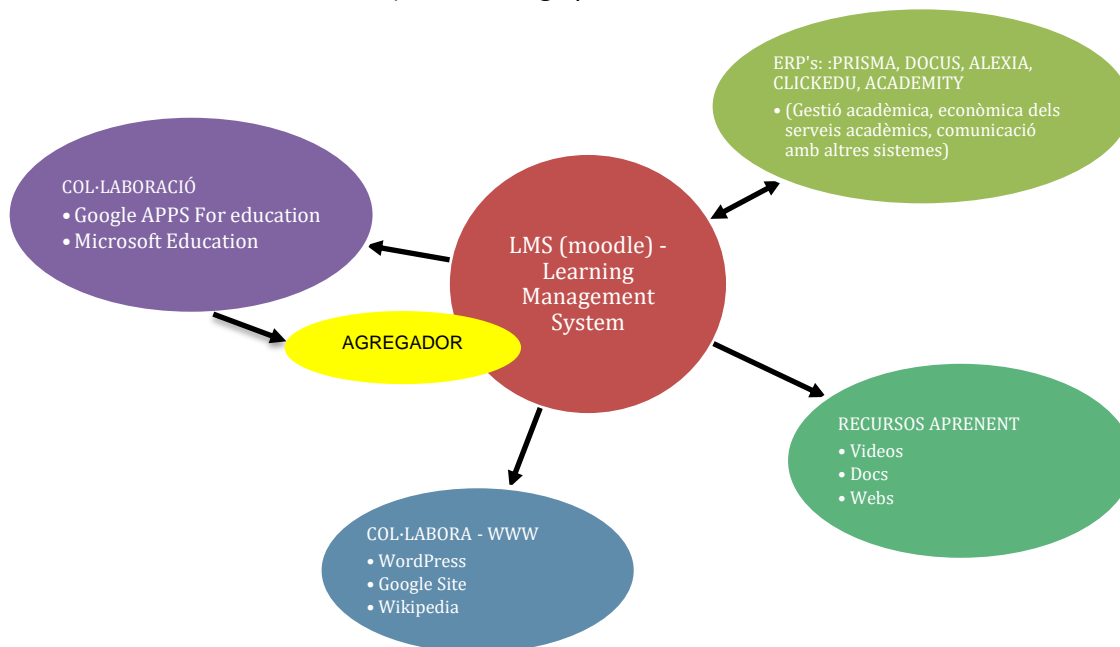 ERP's: :PRISMA, DOCUS, ALEXIA,
CLICKEDU, ACADEMITY
• (Gestió acadèmica, econòmica dels
serveis acadèmics, comunicació
amb altres sistemes)
COL·LABORACIÓ
• Google APPS For education
• Microsoft Education
LMS (moodle) -
Learning
Management
System
AGREGADOR
RECURSOS APRENENT
• Videos
• Docs
• Webs
COL·LABORA - WWW
• WordPress
• Google Site
• Wikipedia